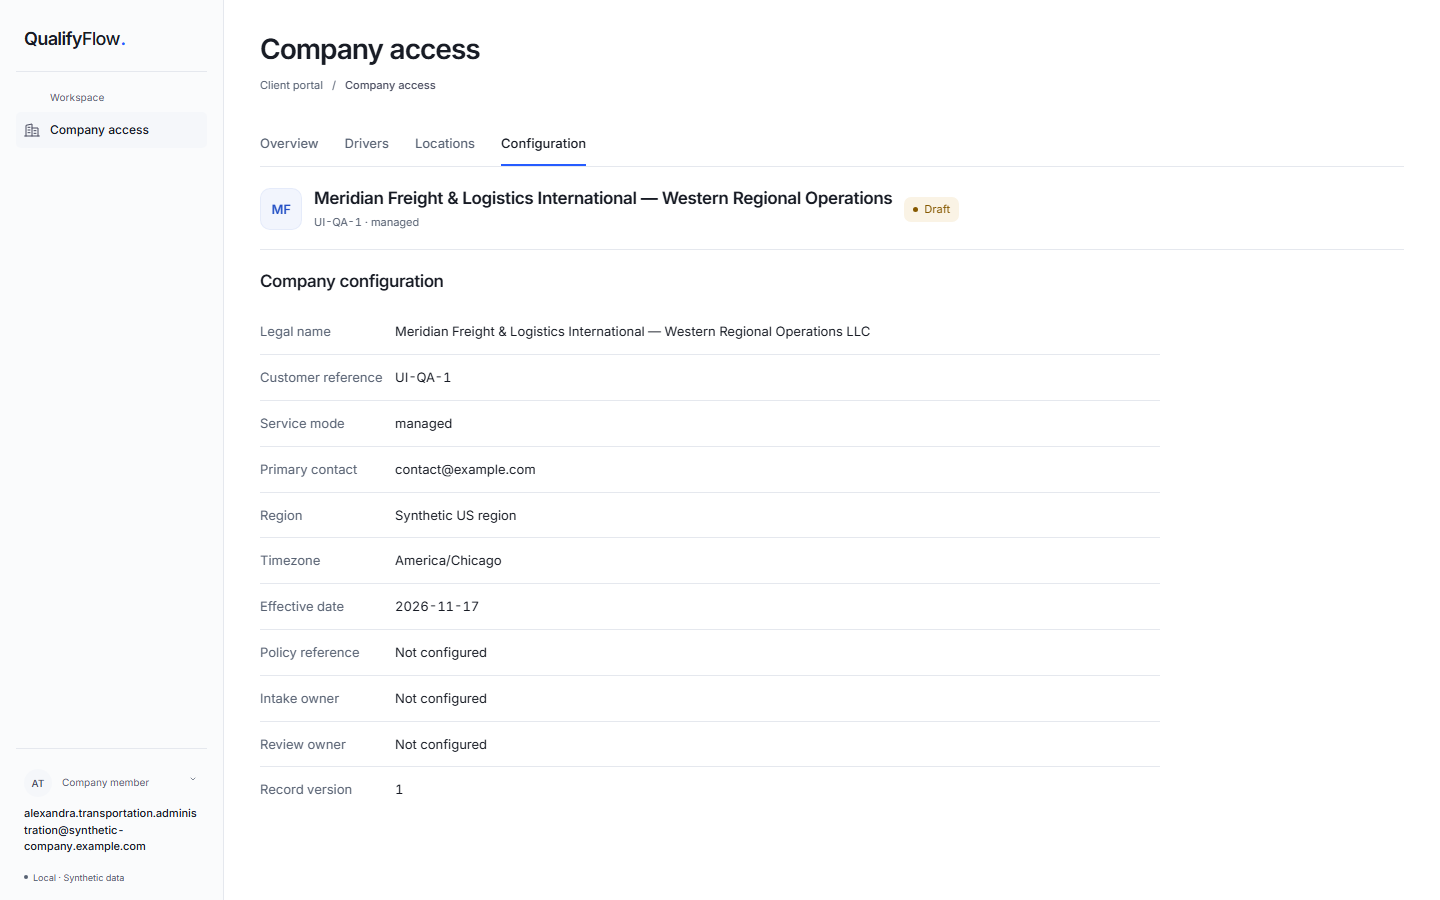 QualifyFlow.
Workspace
Company access
Company access
Client portal / Company access
Overview Drivers Locations Configuration
MF
Meridian Freight & Logistics International — Western Regional Operations
UI-QA-1 · managed
Draft
Company configuration
Legal name Meridian Freight & Logistics International — Western Regional Operations LLC
Customer reference UI-QA-1
Service mode managed
Primary contact contact@example.com
Region Synthetic US region
Timezone America/Chicago
Effective date 2026-11-17
Policy reference Not configured
Intake owner Not configured
Review owner Not configured
Record version 1
AT Company member
alexandra.transportation.adminis
tration@synthetic-
company.example.com
Local · Synthetic data